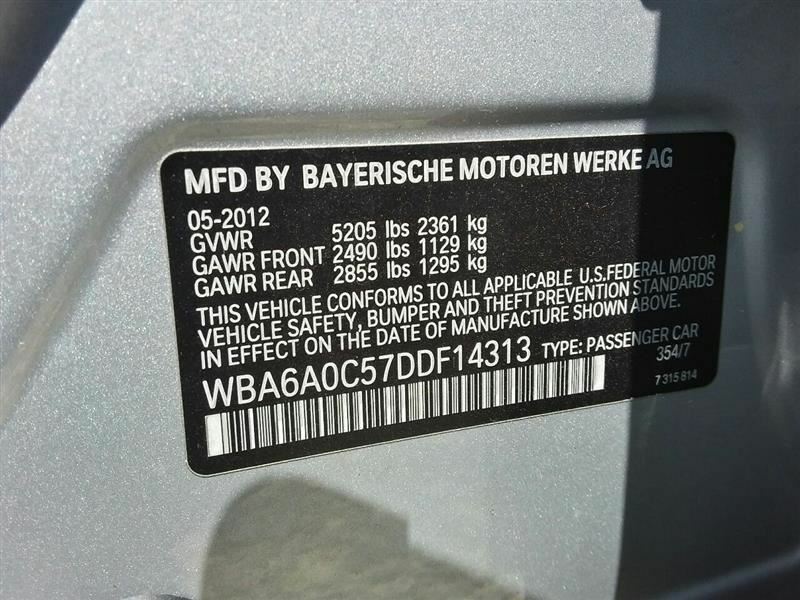 MFD BY BAYERISCHE MOTOREN WERKE AG
05-2012
GVWR 5205 lbs 2361 kg
GAWR FRONT 2490 lbs 1129 kg
GAWR REAR 2855 lbs 1295 kg
THIS VEHICLE CONFORMS TO ALL APPLICABLE U.S.FEDERAL MOTOR
VEHICLE SAFETY, BUMPER AND THEFT PREVENTION STANDARDS
IN EFFECT ON THE DATE OF MANUFACTURE SHOWN ABOVE.
WBA6A0C57DDF14313 TYPE: PASSENGER CAR
354/7
7 315 814